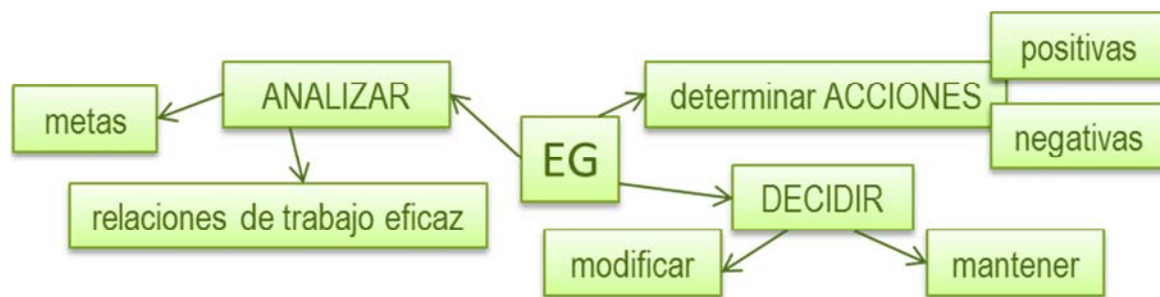 positivas
ANALIZAR
determinar ACCIONES
metas
negativas
EG
DECIDIR
relaciones de trabajo eficaz
modificar
mantener